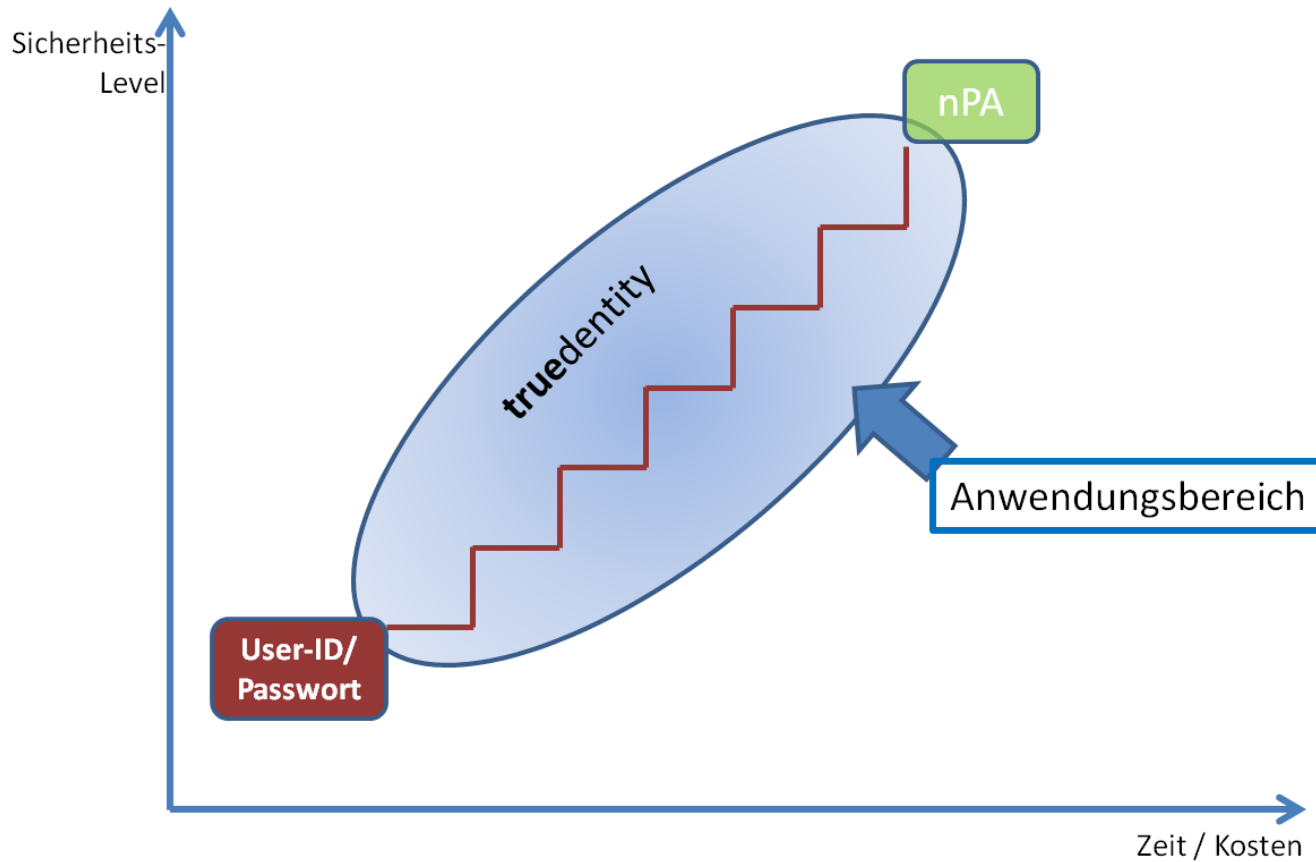 Sicherheits-
Level
nPA
truedentity
Anwendungsbereich
User-ID/
Passwort
Zeit / Kosten